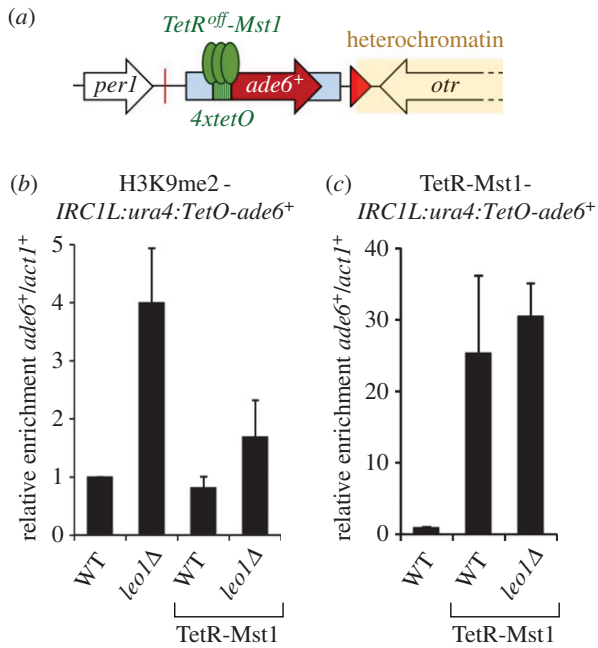 (a)
TetR^off-Mst1
heterochromatin
per1
ade6⁺
otr
4xtetO
(b)
H3K9me2 -
IRC1L:ura4:TetO-ade6⁺
relative enrichment ade6⁺/act1⁺
5
4
3
2
1
0
WT
leo1Δ
WT
leo1Δ
TetR-Mst1
(c)
TetR-Mst1-
IRC1L:ura4:TetO-ade6⁺
relative enrichment ade6⁺/act1⁺
40
30
20
10
0
WT
WT
leo1Δ
TetR-Mst1